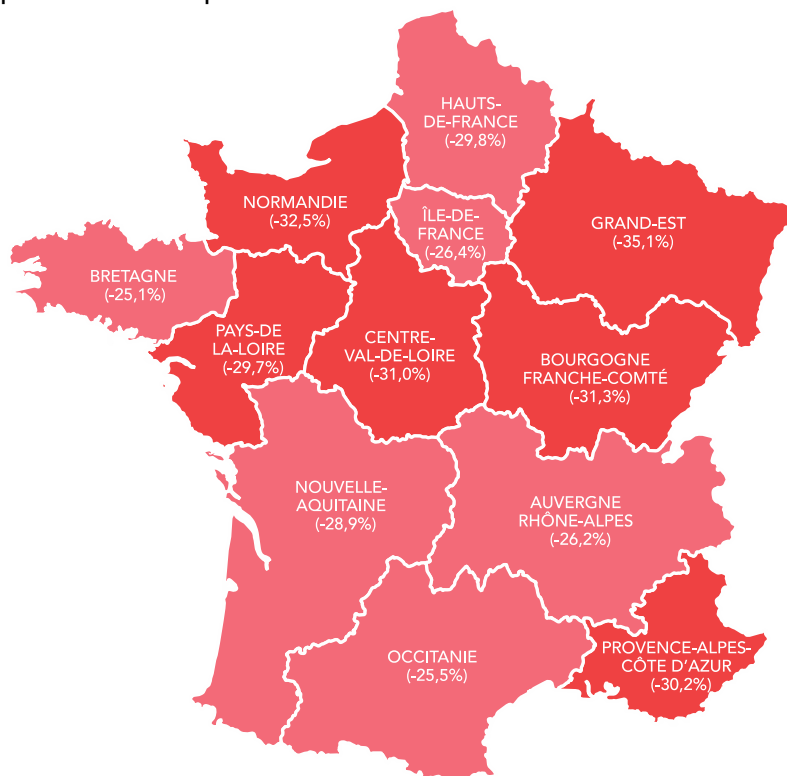 HAUTS-
DE-FRANCE
(-29,8%)
NORMANDIE
(-32,5%)
ÎLE-DE-
FRANCE
(-26,4%)
GRAND-EST
(-35,1%)
BRETAGNE
(-25,1%)
PAYS-DE
LA-LOIRE
(-29,7%)
CENTRE-
VAL-DE-LOIRE
(-31,0%)
BOURGOGNE
FRANCHE-COMTÉ
(-31,3%)
NOUVELLE-
AQUITAINE
(-28,9%)
AUVERGNE
RHÔNE-ALPES
(-26,2%)
OCCITANIE
(-25,5%)
PROVENCE-ALPES-
CÔTE D'AZUR
(-30,2%)